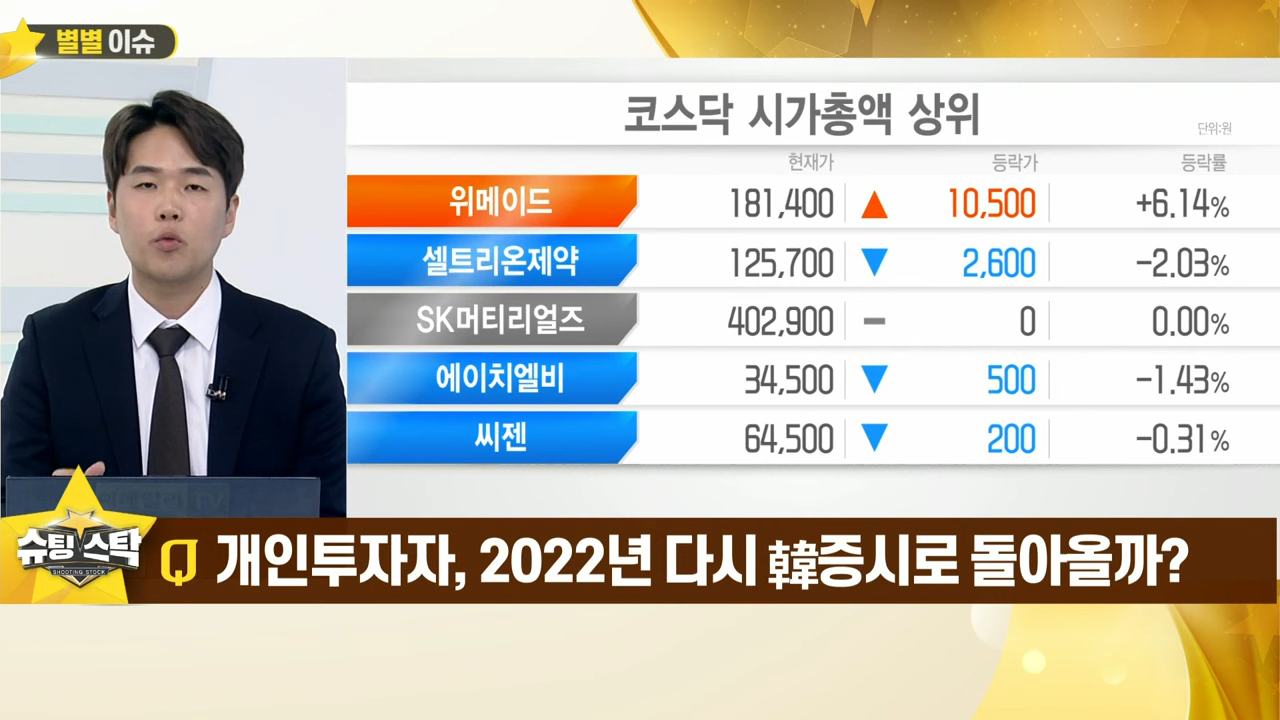 별별 이슈
코스닥 시가총액 상위
단위:원
현재가 등락가 등락률
위메이드 181,400 ▲ 10,500 +6.14%
셀트리온제약 125,700 ▼ 2,600 -2.03%
SK머티리얼즈 402,900 - 0 0.00%
에이치엘비 34,500 ▼ 500 -1.43%
씨젠 64,500 ▼ 200 -0.31%
슈팅스탁
SHOOTING STOCK
Q 개인투자자, 2022년 다시 韓증시로 돌아올까?